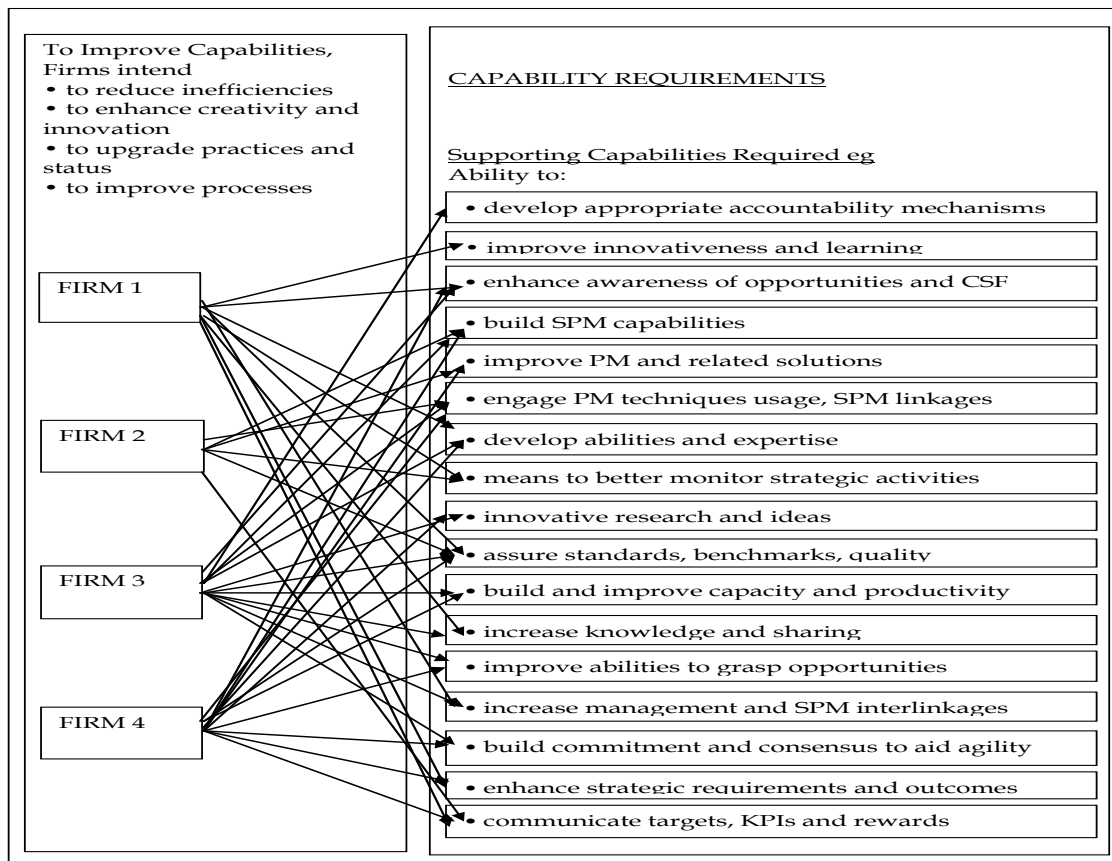 To Improve Capabilities,
Firms intend
• to reduce inefficiencies
• to enhance creativity and
innovation
• to upgrade practices and
status
• to improve processes
FIRM 1
FIRM 2
FIRM 3
FIRM 4
CAPABILITY REQUIREMENTS
Supporting Capabilities Required eg
Ability to:
• develop appropriate accountability mechanisms
• improve innovativeness and learning
• enhance awareness of opportunities and CSF
• build SPM capabilities
• improve PM and related solutions
• engage PM techniques usage, SPM linkages
• develop abilities and expertise
• means to better monitor strategic activities
• innovative research and ideas
• assure standards, benchmarks, quality
• build and improve capacity and productivity
• increase knowledge and sharing
• improve abilities to grasp opportunities
• increase management and SPM interlinkages
• build commitment and consensus to aid agility
• enhance strategic requirements and outcomes
• communicate targets, KPIs and rewards